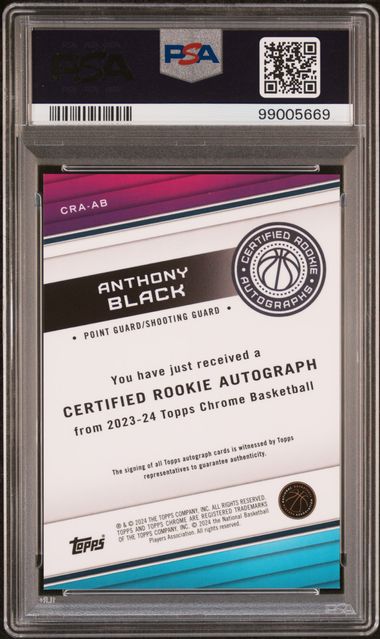 PSA
PSA
99005669
CRA-AB
ANTHONY
BLACK
• POINT GUARD/SHOOTING GUARD •
CERTIFIED ROOKIE
AUTOGRAPHS
You have just received a
CERTIFIED ROOKIE AUTOGRAPH
from 2023-24 Topps Chrome Basketball
The signing of all Topps autograph cards is witnessed by Topps
representatives to guarantee authenticity.
® & © 2024 THE TOPPS COMPANY, INC. ALL RIGHTS RESERVED.
TOPPS AND TOPPS CHROME ARE REGISTERED TRADEMARKS
OF THE TOPPS COMPANY, INC. © 2024 the National Basketball
Players Association. All rights reserved.
Topps